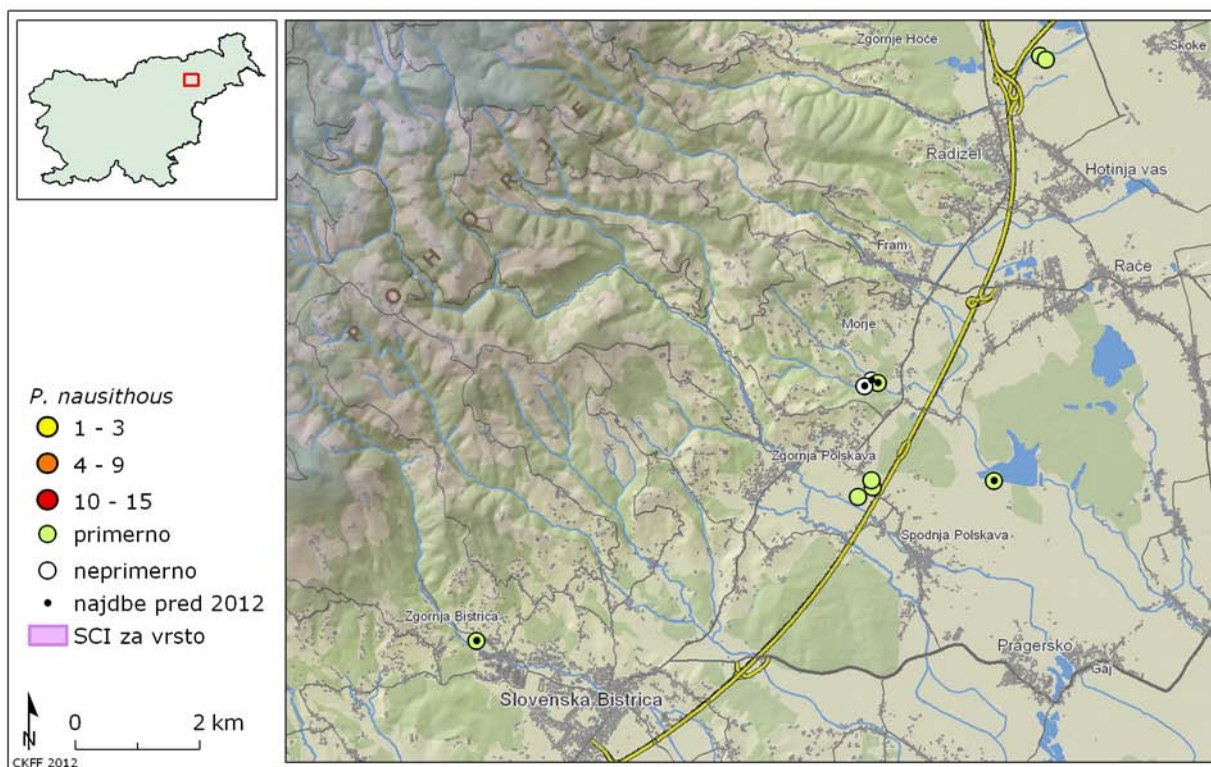 P. nausithous
1 - 3
4 - 9
10 - 15
primerno
neprimerno
najdbe pred 2012
SCI za vrsto
N
0 2 km
CKFF 2012
Zgornje Hoče
Skoke
Radizel
Hotinja vas
POHORJE
Fram
Rače
Morje
Zgornja Polskava
Spodnja Polskava
Zgornja Bistrica
Pragersko
Gaj
Slovenska Bistrica